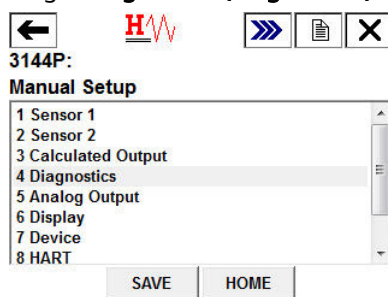 H
3144P:
Manual Setup
1 Sensor 1
2 Sensor 2
3 Calculated Output
4 Diagnostics
5 Analog Output
6 Display
7 Device
8 HART
SAVE HOME